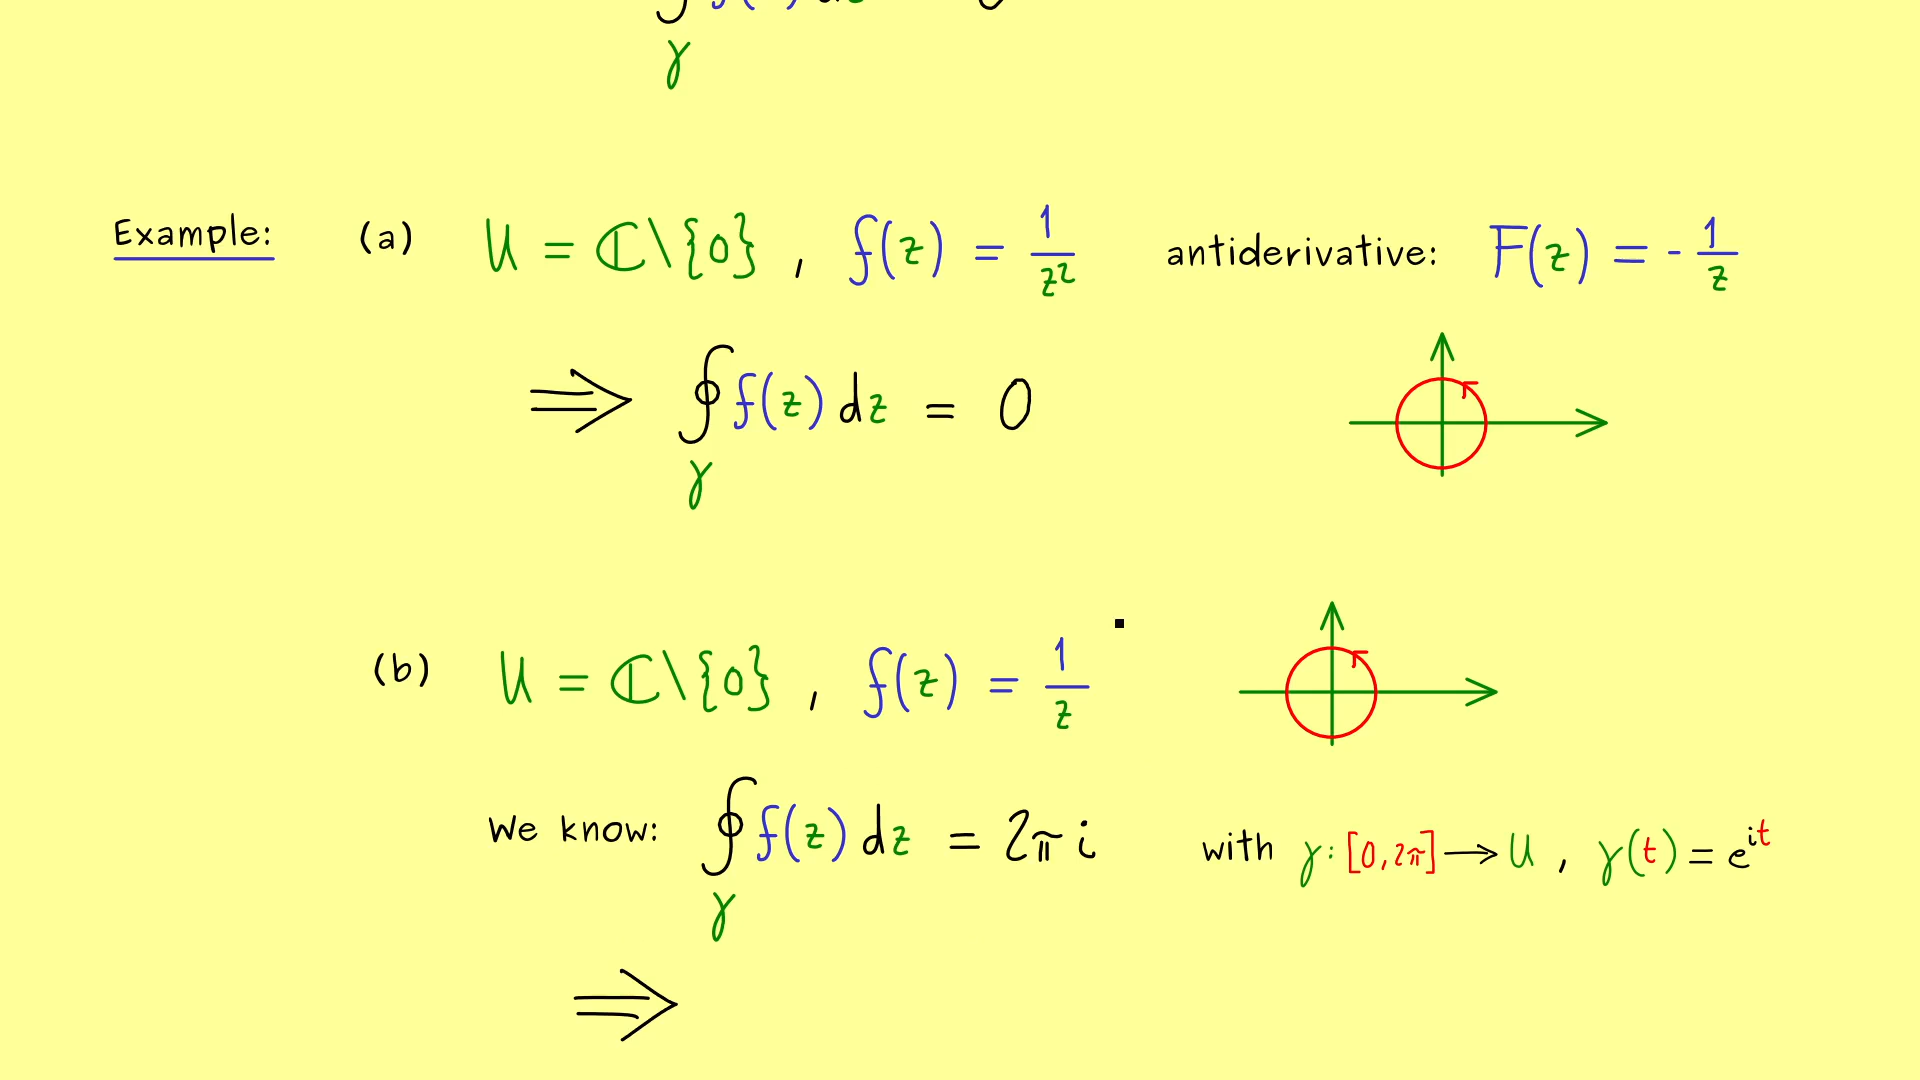 γ
Example: (a) U = ℂ\{0} , f(z) = 1/z² antiderivative: F(z) = - 1/z
⟹ ∮_γ f(z) dz = 0
(b) U = ℂ\{0} , f(z) = 1/z
We know: ∮_γ f(z) dz = 2π i with γ: [0, 2π] ⟶ U , γ(t) = e^{it}
⟹